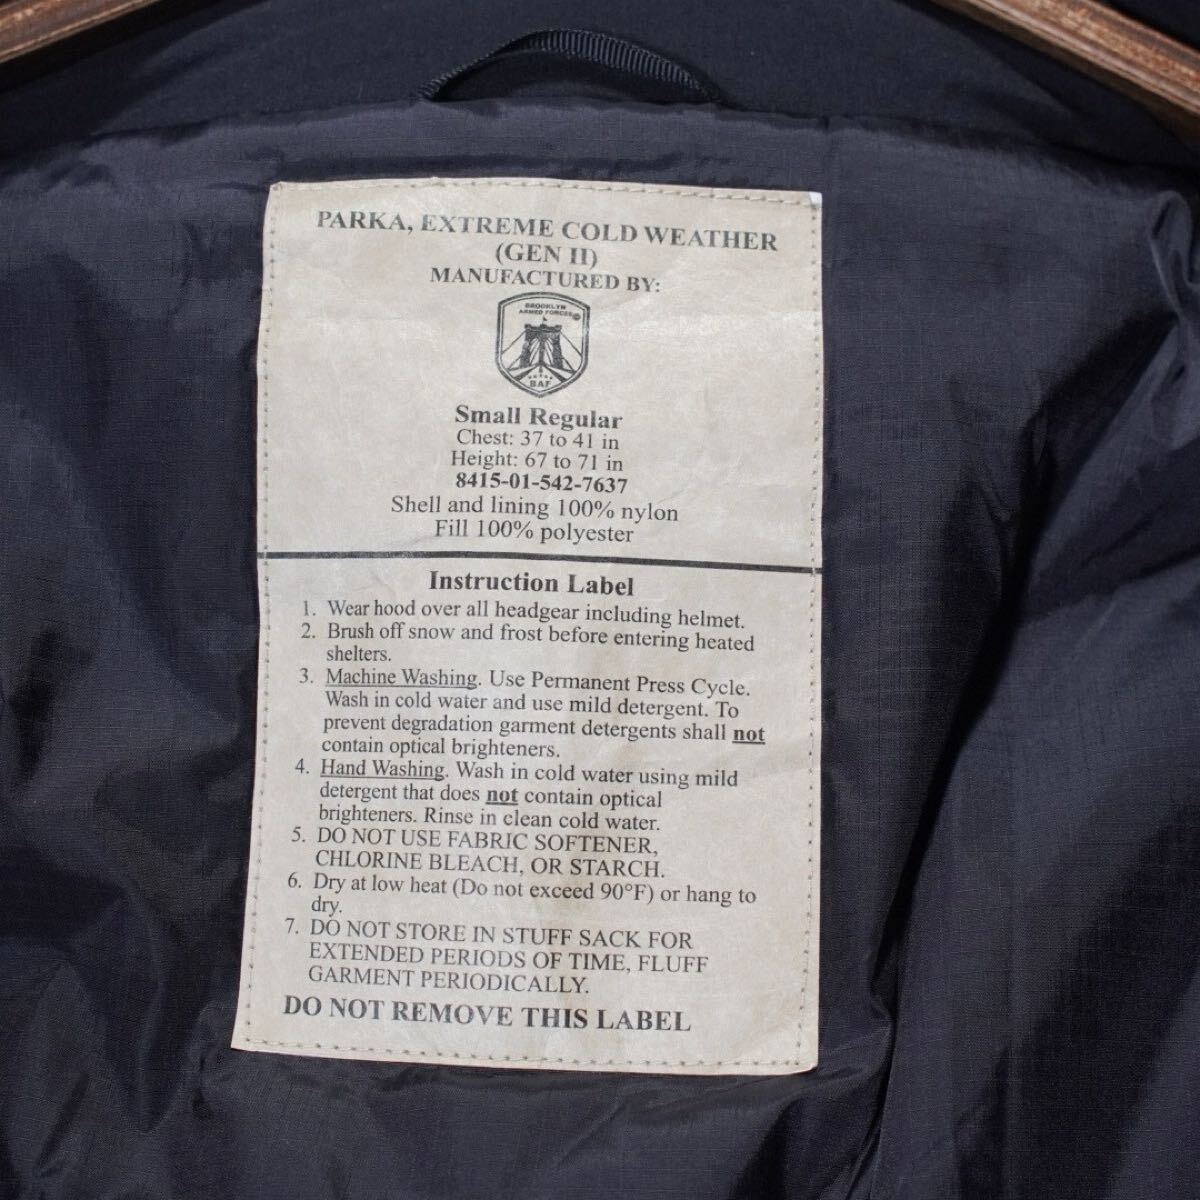 PARKA, EXTREME COLD WEATHER
(GEN II)
MANUFACTURED BY:
BROOKLYN
ARMED FORCES
BAF
Small Regular
Chest: 37 to 41 in
Height: 67 to 71 in
8415-01-542-7637
Shell and lining 100% nylon
Fill 100% polyester
Instruction Label
1. Wear hood over all headgear including helmet.
2. Brush off snow and frost before entering heated
shelters.
3. Machine Washing. Use Permanent Press Cycle.
Wash in cold water and use mild detergent. To
prevent degradation garment detergents shall not
contain optical brighteners.
4. Hand Washing. Wash in cold water using mild
detergent that does not contain optical
brighteners. Rinse in clean cold water.
5. DO NOT USE FABRIC SOFTENER,
CHLORINE BLEACH, OR STARCH.
6. Dry at low heat (Do not exceed 90°F) or hang to
dry.
7. DO NOT STORE IN STUFF SACK FOR
EXTENDED PERIODS OF TIME, FLUFF
GARMENT PERIODICALLY.
DO NOT REMOVE THIS LABEL